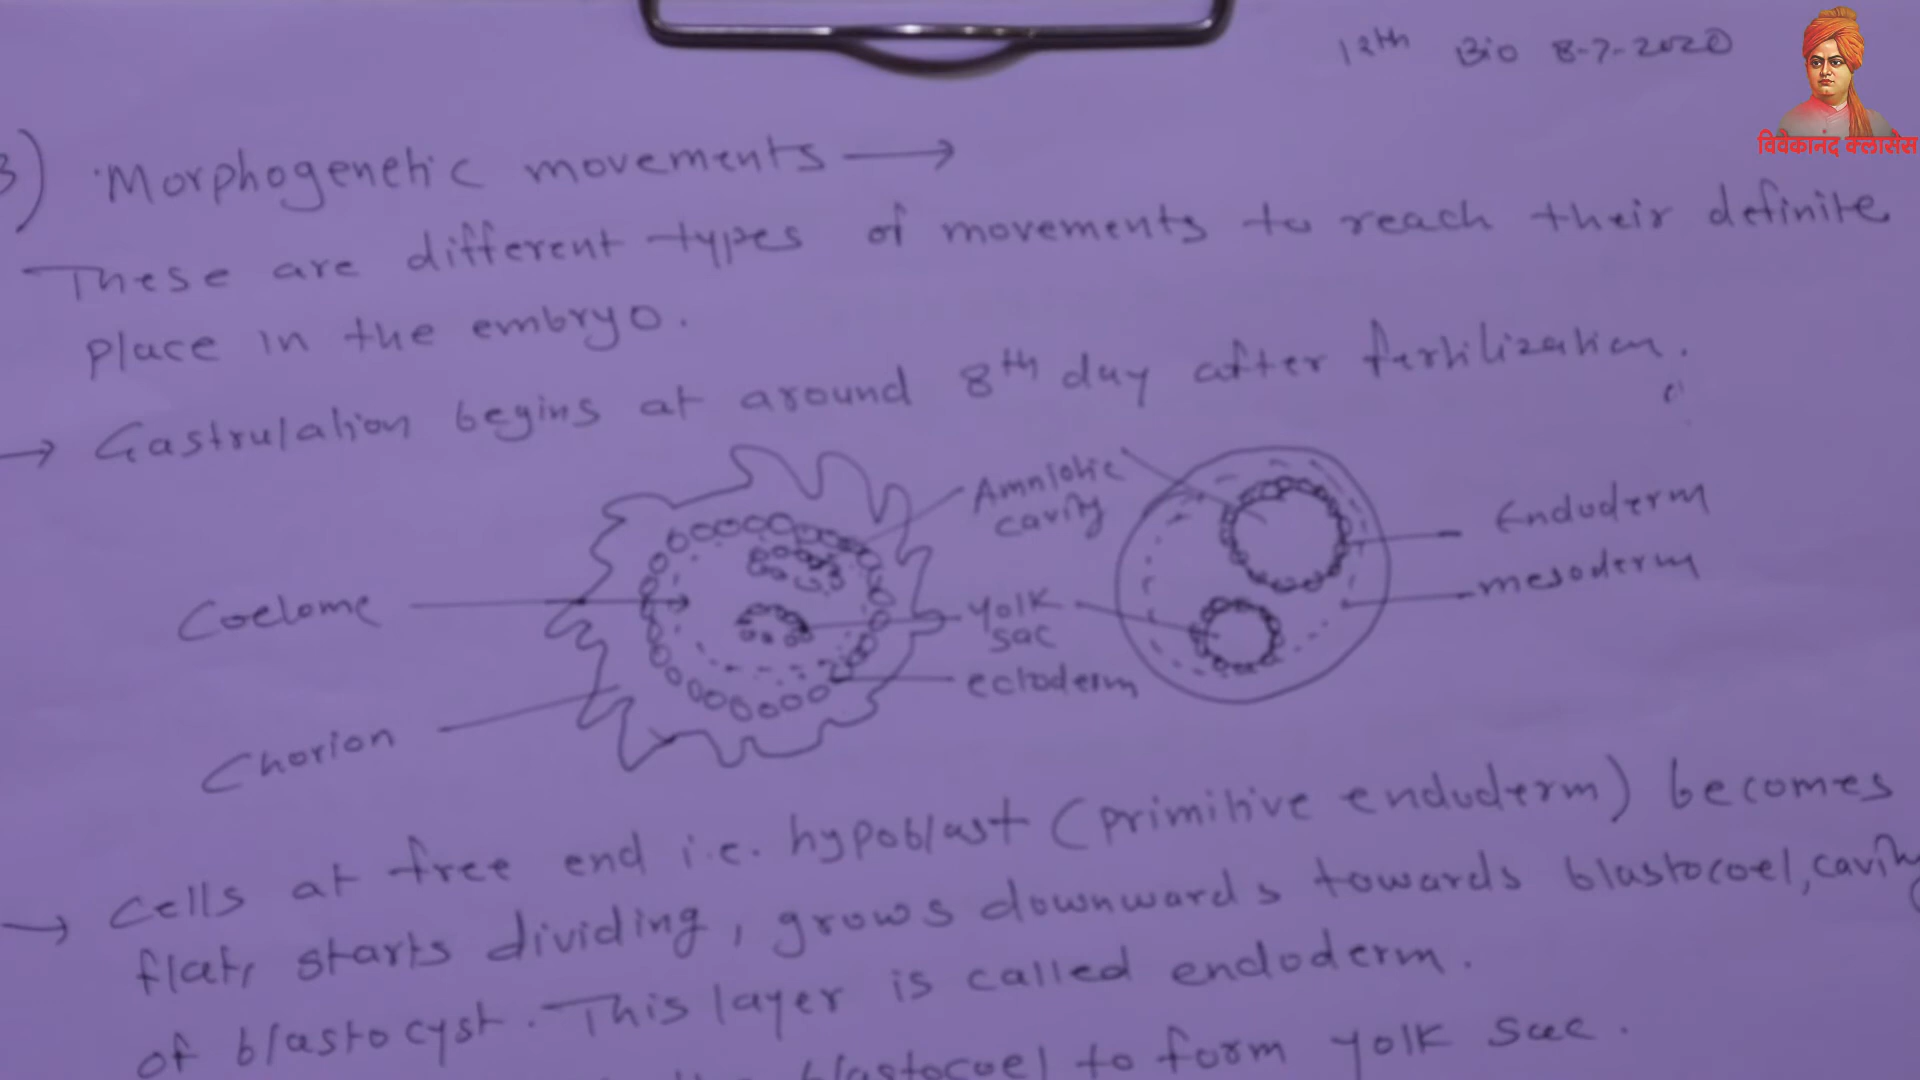 12th Bio 8-7-2020
विवेकानंद क्लासेस
3) Morphogenetic movements →
These are different types of movements to reach their definite
place in the embryo.
→ Gastrulation begins at around 8th day after fertilization.
Amniotic
cavity
Endoderm
mesoderm
Coelome
yolk
sac
ectoderm
Chorion
→ Cells at free end i.e. hypoblast (primitive endoderm) becomes
flat, starts dividing, grows downwards towards blastocoel, cavity
of blastocyst. This layer is called endoderm.
blastocoel to form yolk sac.